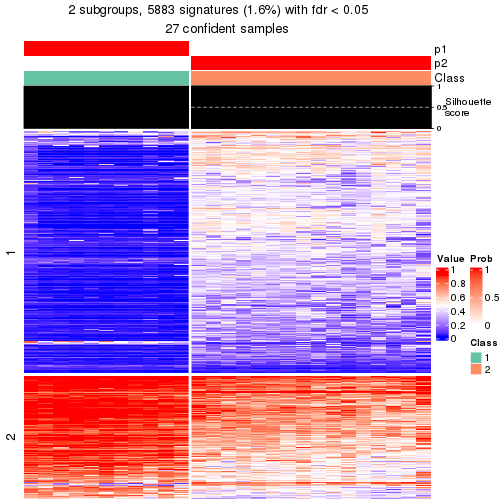 2 subgroups, 5883 signatures (1.6%) with fdr < 0.05
27 confident samples
p1
p2
Class
1
0.5
0
Silhouette
score
1
2
Value
1
0.8
0.6
0.4
0.2
0
Prob
1
0.5
0
Class
1
2